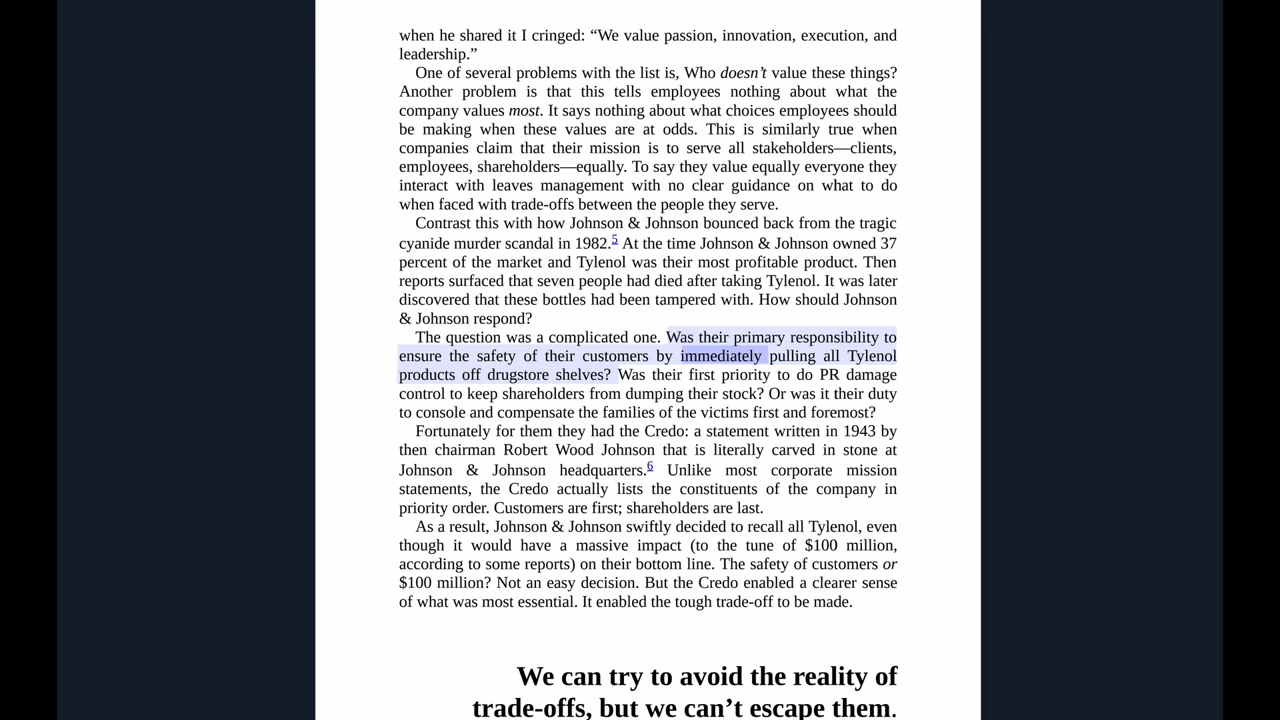 when he shared it I cringed: “We value passion, innovation, execution, and
leadership.”
One of several problems with the list is, Who doesn’t value these things?
Another problem is that this tells employees nothing about what the
company values most. It says nothing about what choices employees should
be making when these values are at odds. This is similarly true when
companies claim that their mission is to serve all stakeholders—clients,
employees, shareholders—equally. To say they value equally everyone they
interact with leaves management with no clear guidance on what to do
when faced with trade-offs between the people they serve.
Contrast this with how Johnson & Johnson bounced back from the tragic
cyanide murder scandal in 1982.5 At the time Johnson & Johnson owned 37
percent of the market and Tylenol was their most profitable product. Then
reports surfaced that seven people had died after taking Tylenol. It was later
discovered that these bottles had been tampered with. How should Johnson
& Johnson respond?
The question was a complicated one. Was their primary responsibility to
ensure the safety of their customers by immediately pulling all Tylenol
products off drugstore shelves? Was their first priority to do PR damage
control to keep shareholders from dumping their stock? Or was it their duty
to console and compensate the families of the victims first and foremost?
Fortunately for them they had the Credo: a statement written in 1943 by
then chairman Robert Wood Johnson that is literally carved in stone at
Johnson & Johnson headquarters.6 Unlike most corporate mission
statements, the Credo actually lists the constituents of the company in
priority order. Customers are first; shareholders are last.
As a result, Johnson & Johnson swiftly decided to recall all Tylenol, even
though it would have a massive impact (to the tune of $100 million,
according to some reports) on their bottom line. The safety of customers or
$100 million? Not an easy decision. But the Credo enabled a clearer sense
of what was most essential. It enabled the tough trade-off to be made.
We can try to avoid the reality of
trade-offs, but we can’t escape them.